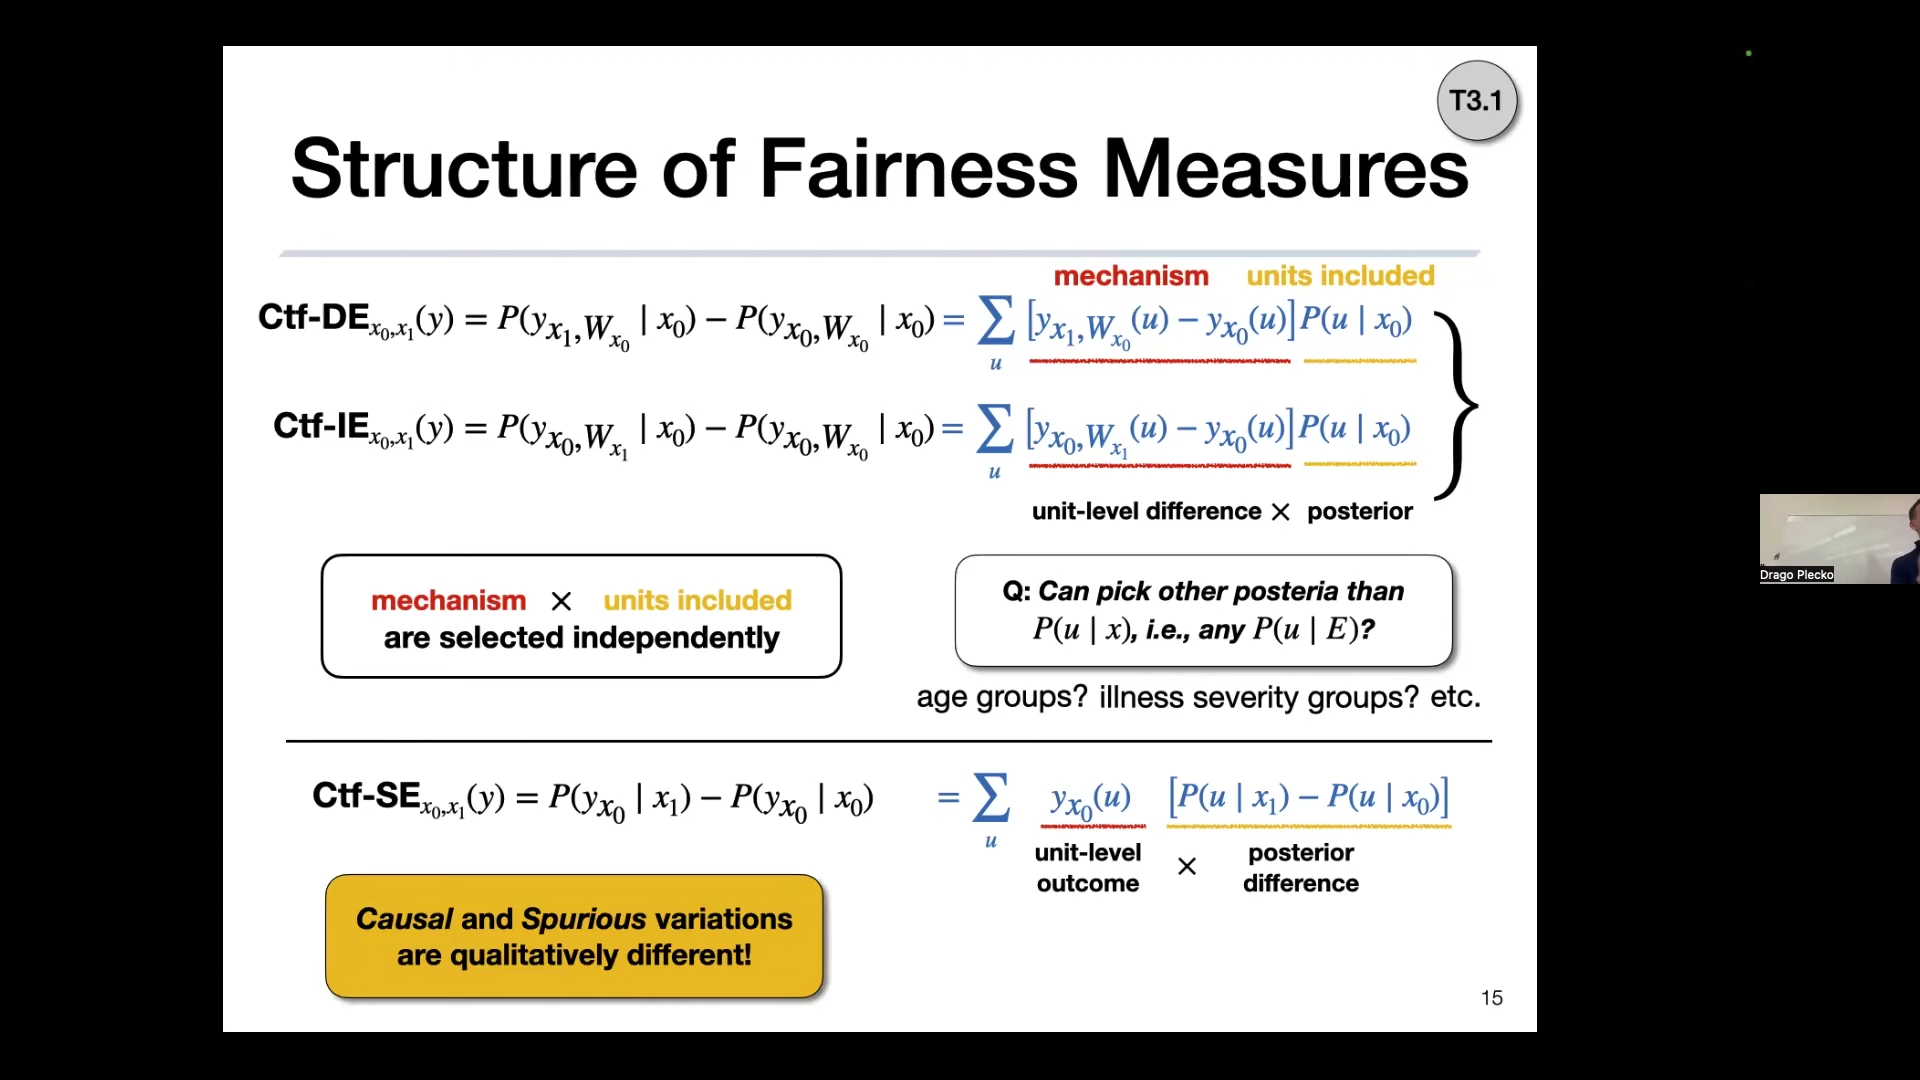 T3.1
Structure of Fairness Measures
mechanism units included
Ctf-DE_{x_0,x_1}(y) = P(y_{x_1,W_{x_0}} | x_0) − P(y_{x_0,W_{x_0}} | x_0) = ∑_u [y_{x_1,W_{x_0}}(u) − y_{x_0}(u)]P(u | x_0)
Ctf-IE_{x_0,x_1}(y) = P(y_{x_0,W_{x_1}} | x_0) − P(y_{x_0,W_{x_0}} | x_0) = ∑_u [y_{x_0,W_{x_1}}(u) − y_{x_0}(u)]P(u | x_0)
unit-level difference × posterior
mechanism × units included
are selected independently
Q: Can pick other posteria than
P(u | x), i.e., any P(u | E)?
age groups? illness severity groups? etc.
Ctf-SE_{x_0,x_1}(y) = P(y_{x_0} | x_1) − P(y_{x_0} | x_0) = ∑_u y_{x_0}(u) [P(u | x_1) − P(u | x_0)]
unit-level
outcome
×
posterior
difference
Causal and Spurious variations
are qualitatively different!
15
Drago Plecko